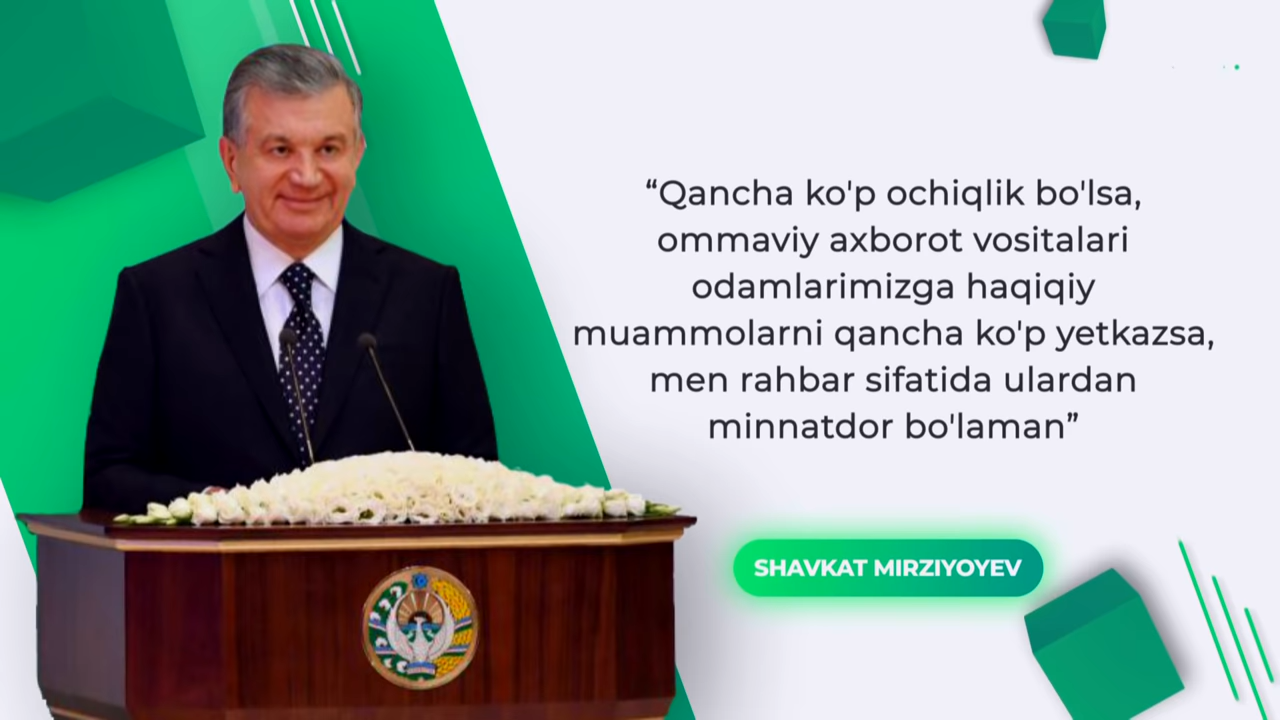 “Qancha ko'p ochiqlik bo'lsa,
ommaviy axborot vositalari
odamlarimizga haqiqiy
muammolarni qancha ko'p yetkazsa,
men rahbar sifatida ulardan
minnatdor bo'laman”
SHAVKAT MIRZIYOYEV